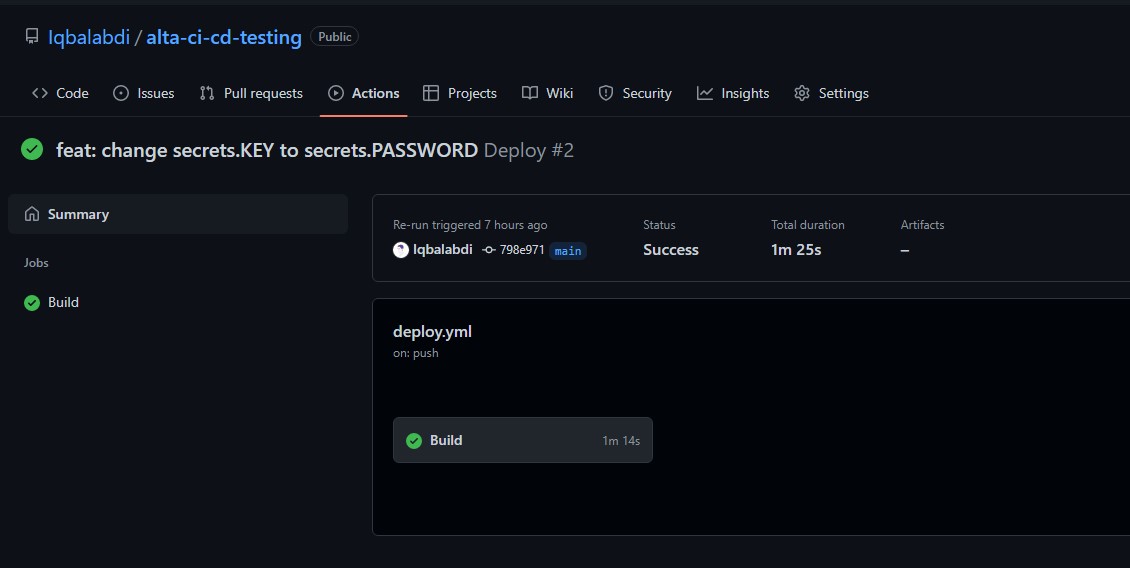 Iqbalabdi / alta-ci-cd-testing Public
Code Issues Pull requests Actions Projects Wiki Security Insights Settings
feat: change secrets.KEY to secrets.PASSWORD Deploy #2
Summary
Jobs
Build
Re-run triggered 7 hours ago Status Total duration Artifacts
Iqbalabdi 798e971 main Success 1m 25s –
deploy.yml
on: push
Build 1m 14s